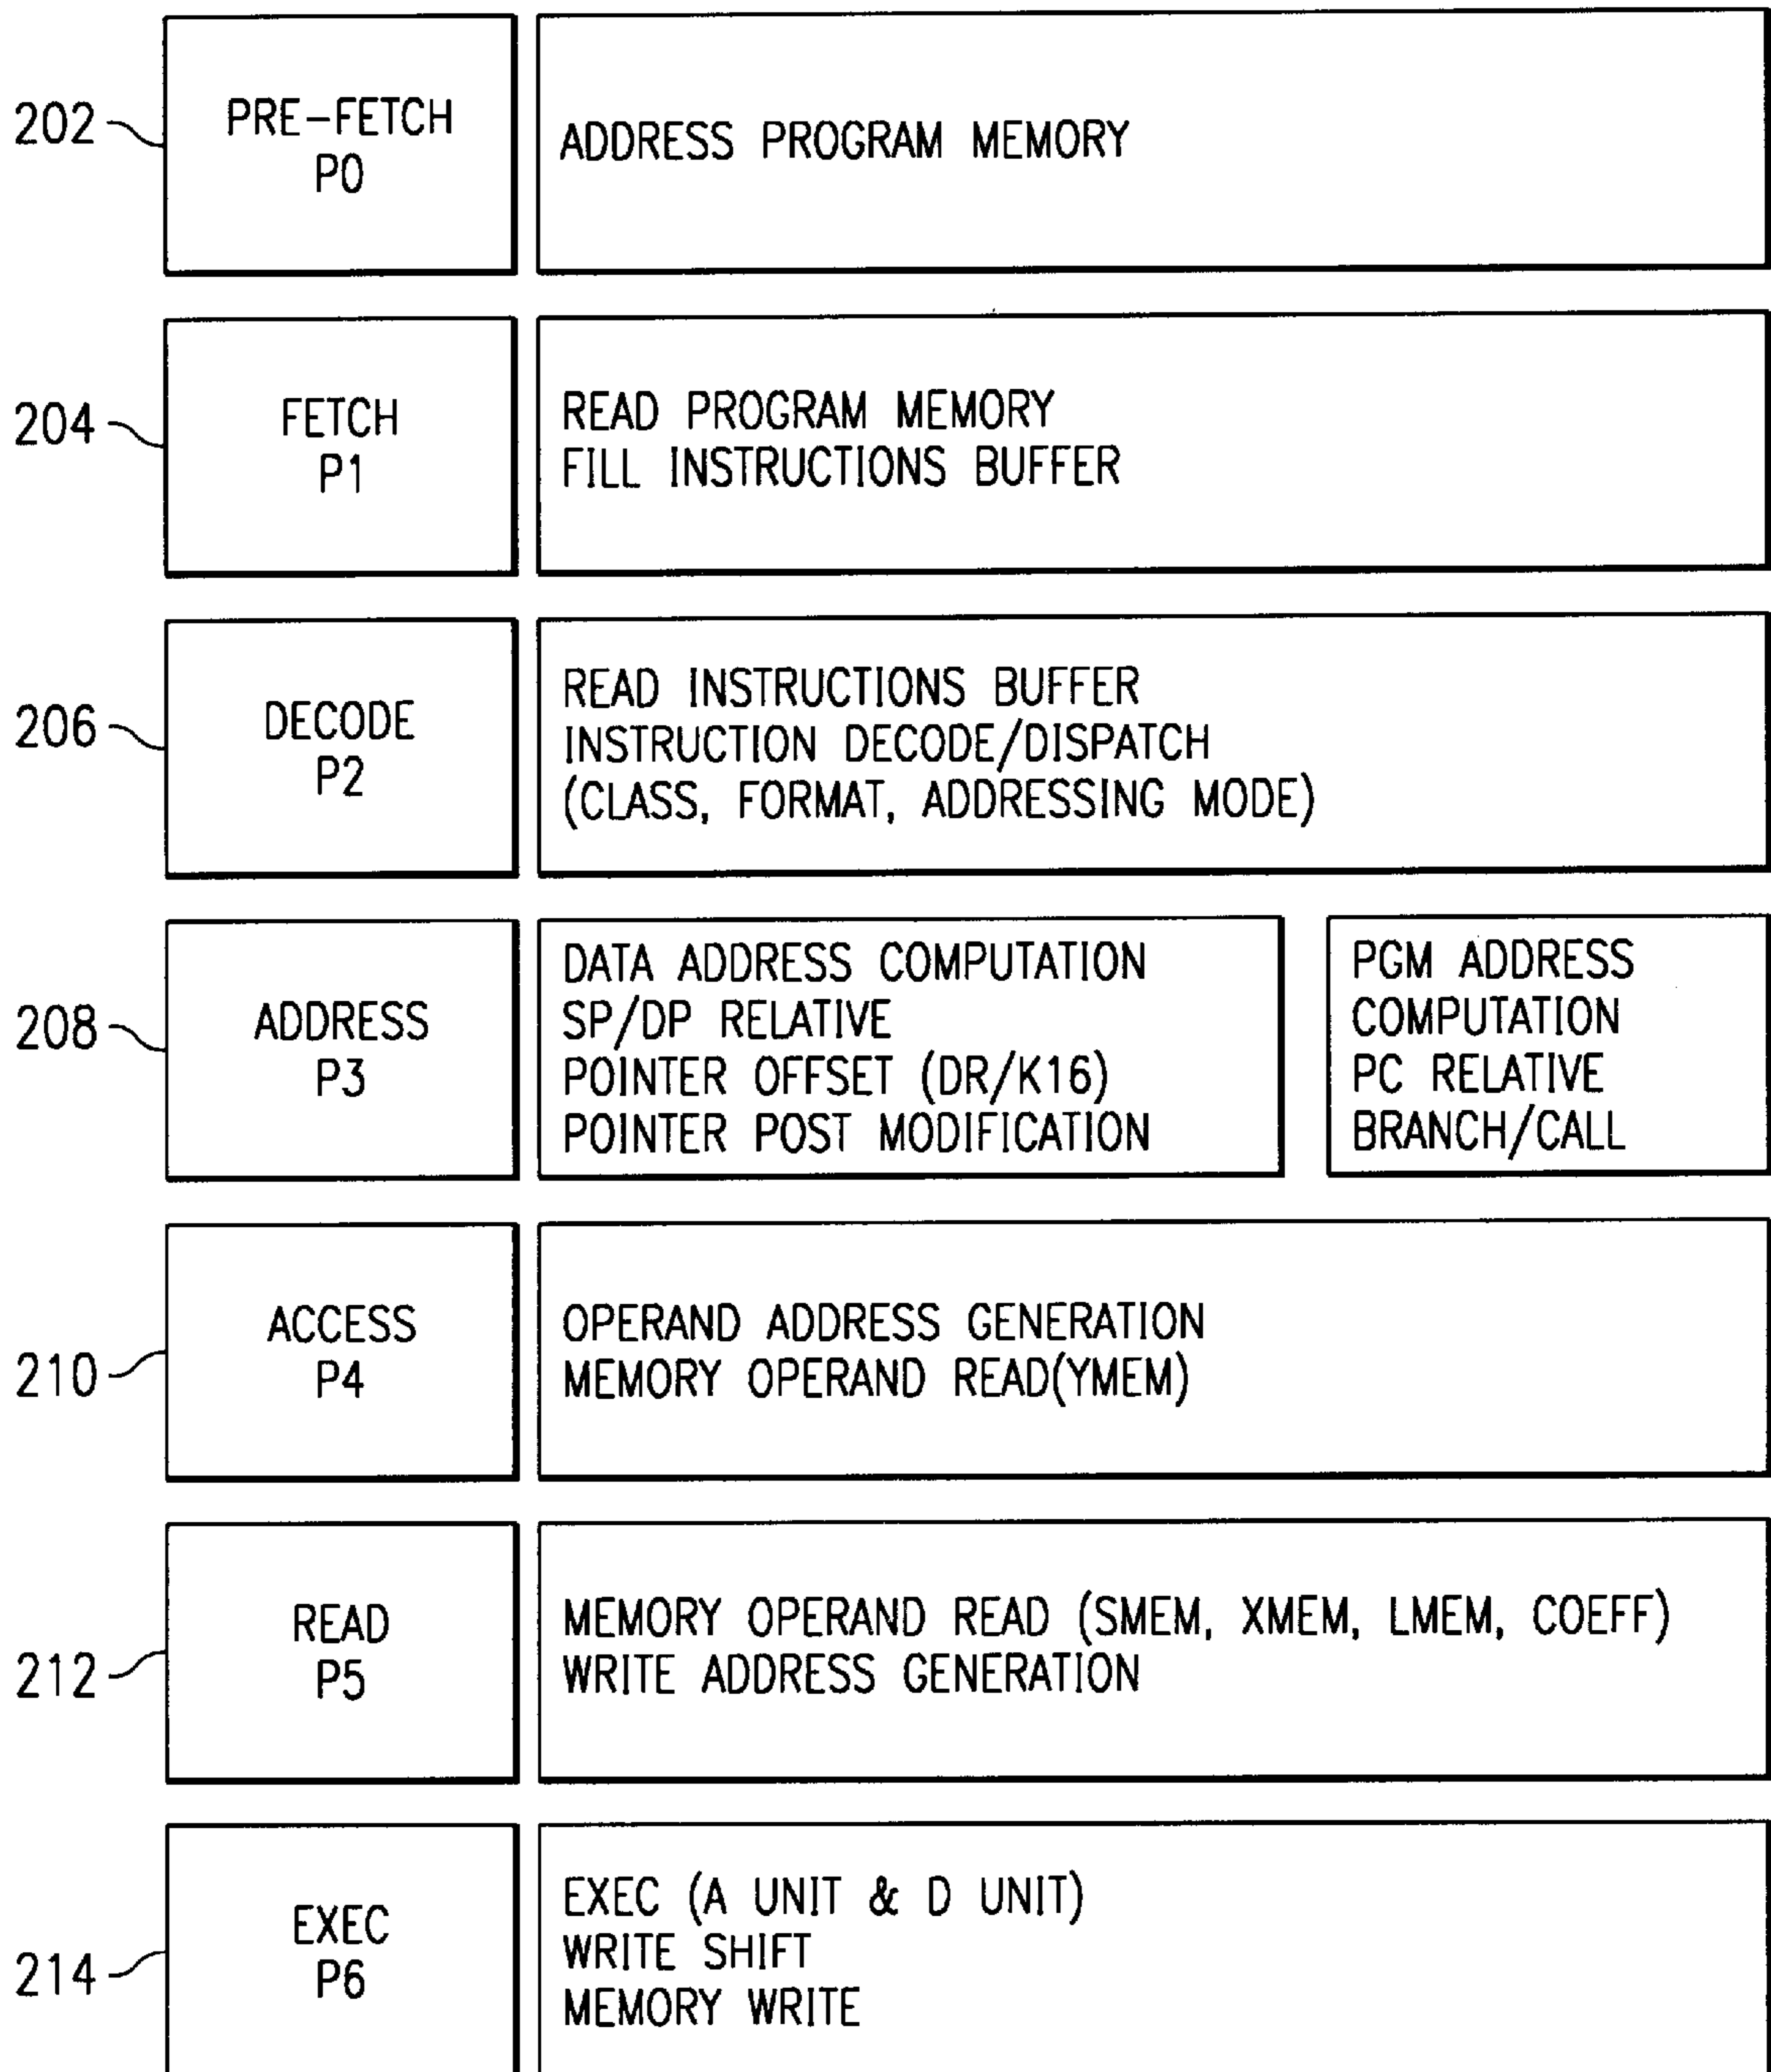 202
PRE-FETCH
P0
ADDRESS PROGRAM MEMORY
204
FETCH
P1
READ PROGRAM MEMORY
FILL INSTRUCTIONS BUFFER
206
DECODE
P2
READ INSTRUCTIONS BUFFER
INSTRUCTION DECODE/DISPATCH
(CLASS, FORMAT, ADDRESSING MODE)
208
ADDRESS
P3
DATA ADDRESS COMPUTATION
SP/DP RELATIVE
POINTER OFFSET (DR/K16)
POINTER POST MODIFICATION
PGM ADDRESS
COMPUTATION
PC RELATIVE
BRANCH/CALL
210
ACCESS
P4
OPERAND ADDRESS GENERATION
MEMORY OPERAND READ(YMEM)
212
READ
P5
MEMORY OPERAND READ (SMEM, XMEM, LMEM, COEFF)
WRITE ADDRESS GENERATION
214
EXEC
P6
EXEC (A UNIT & D UNIT)
WRITE SHIFT
MEMORY WRITE